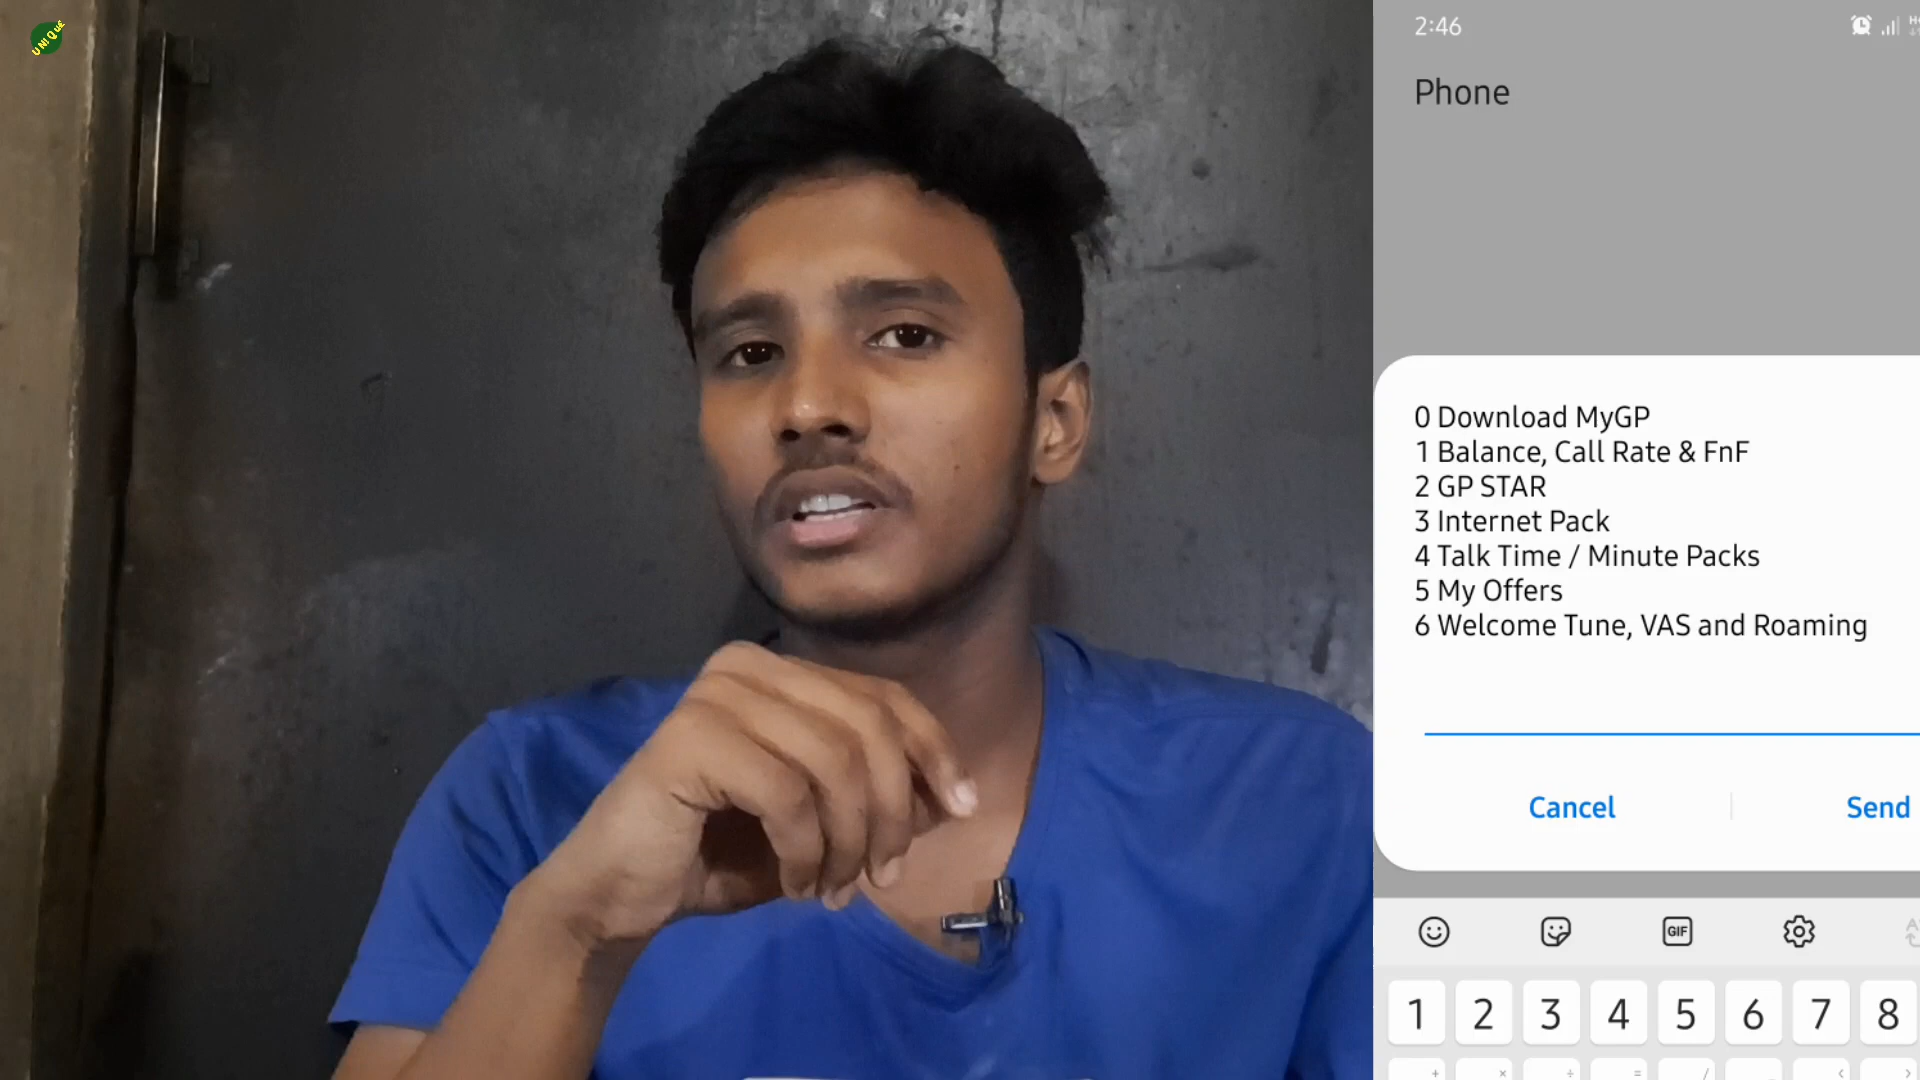 UNIQUE
2:46
Phone
0 Download MyGP
1 Balance, Call Rate & FnF
2 GP STAR
3 Internet Pack
4 Talk Time / Minute Packs
5 My Offers
6 Welcome Tune, VAS and Roaming
Cancel
Send
GIF
1 2 3 4 5 6 7 8
+ × ÷ = / _ < >